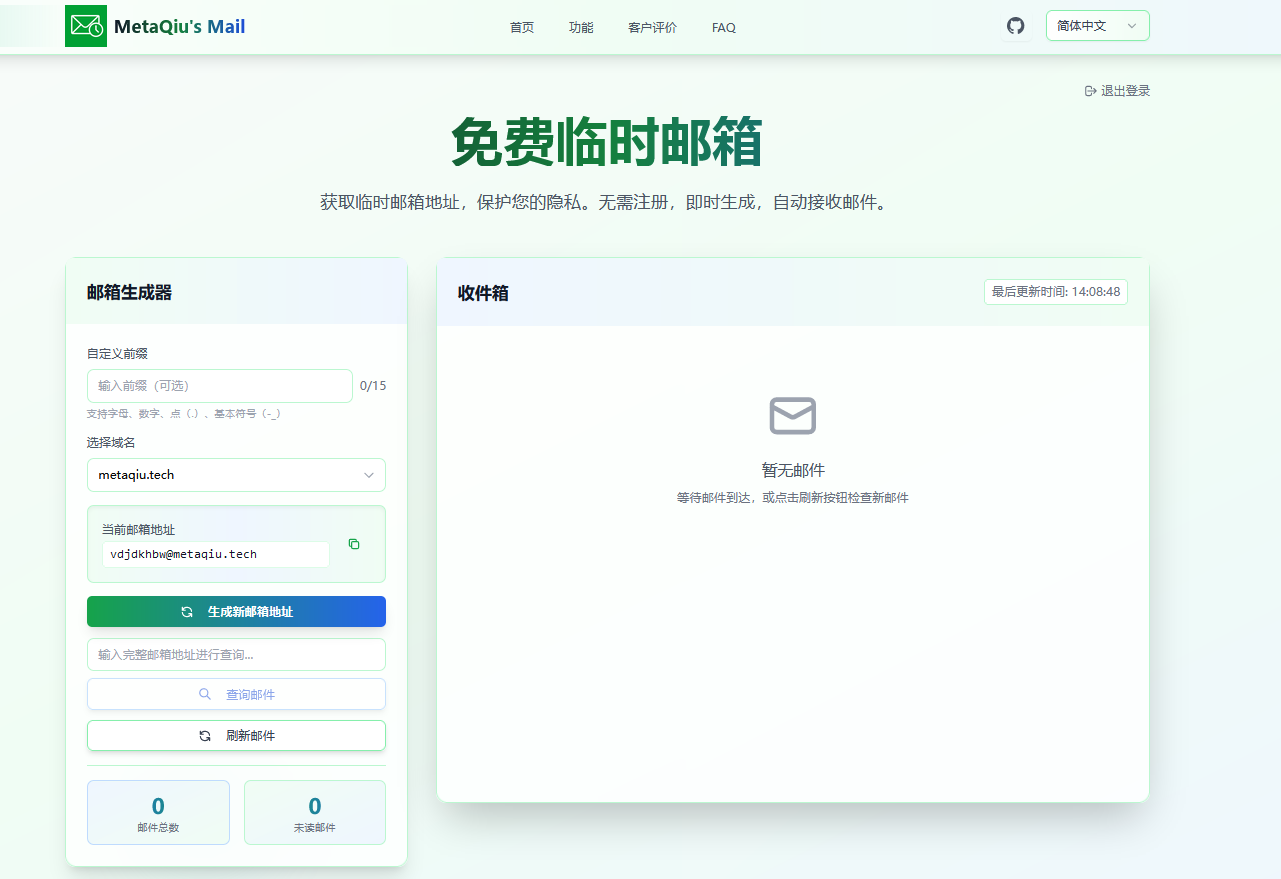 MetaQiu's Mail
首页
功能
客户评价
FAQ
简体中文
退出登录
免费临时邮箱
获取临时邮箱地址，保护您的隐私。无需注册，即时生成，自动接收邮件。
邮箱生成器
自定义前缀
输入前缀（可选）
0/15
支持字母、数字、点（.）、基本符号（-_）
选择域名
metaqiu.tech
当前邮箱地址
vdjdkhbw@metaqiu.tech
生成新邮箱地址
输入完整邮箱地址进行查询...
查询邮件
刷新邮件
0
邮件总数
0
未读邮件
收件箱
最后更新时间: 14:08:48
暂无邮件
等待邮件到达，或点击刷新按钮检查新邮件